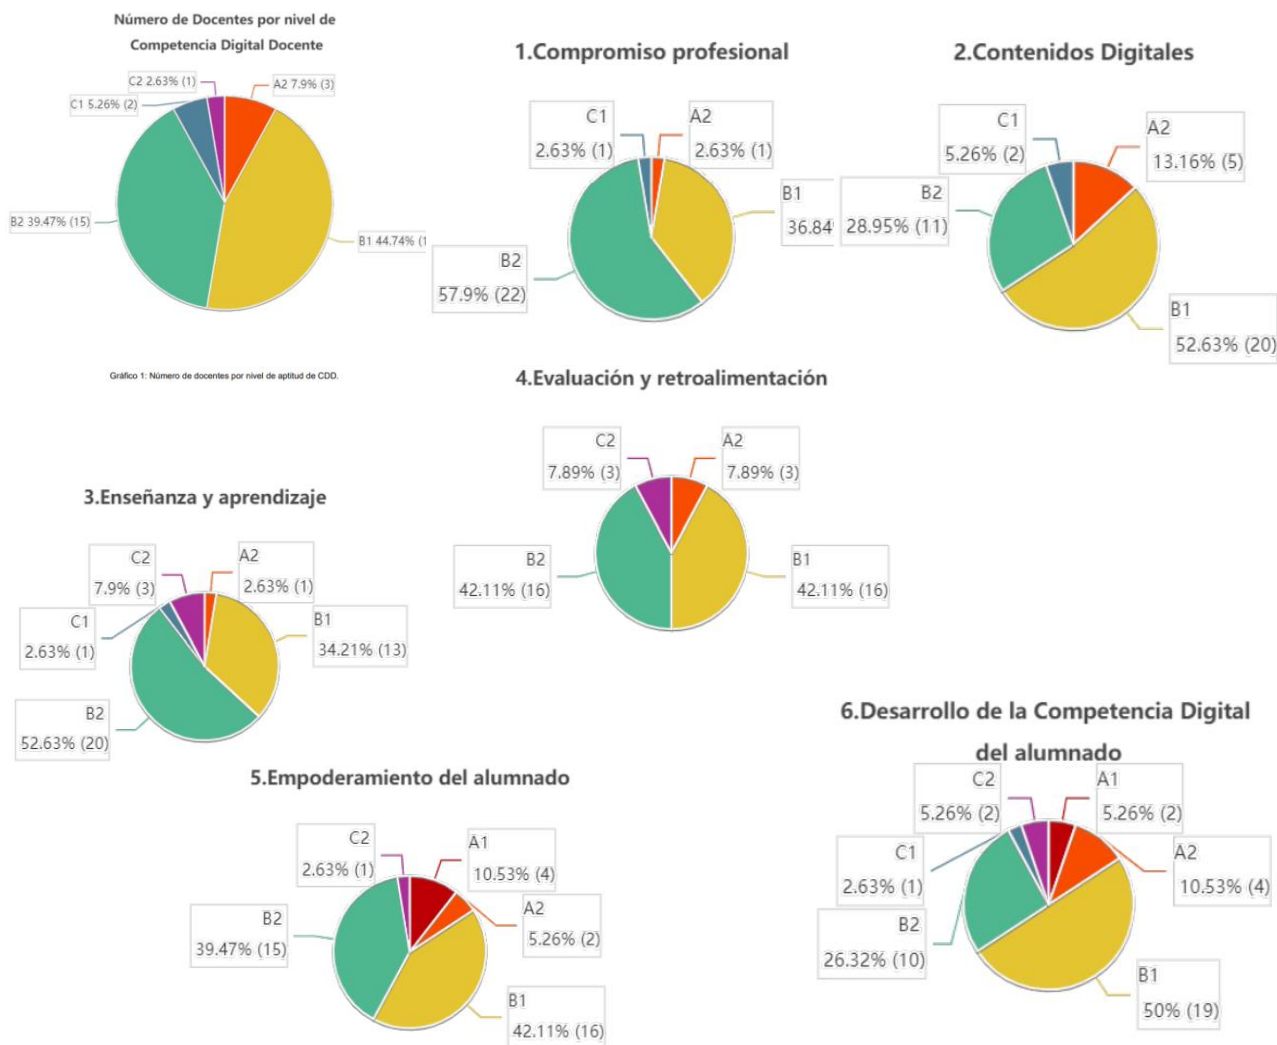 Número de Docentes por nivel de
Competencia Digital Docente
C2 2.63% (1)
A2 7.9% (3)
C1 5.26% (2)
B2 39.47% (15)
B1 44.74% (1
Gráfico 1: Número de docentes por nivel de aptitud de CDD.
1.Compromiso profesional
C1
2.63% (1)
A2
2.63% (1)
B1
36.84
B2
57.9% (22)
2.Contenidos Digitales
C1
5.26% (2)
A2
13.16% (5)
B2
28.95% (11)
B1
52.63% (20)
3.Enseñanza y aprendizaje
C2
7.9% (3)
A2
2.63% (1)
C1
2.63% (1)
B1
34.21% (13)
B2
52.63% (20)
4.Evaluación y retroalimentación
C2
7.89% (3)
A2
7.89% (3)
B2
42.11% (16)
B1
42.11% (16)
5.Empoderamiento del alumnado
C2
2.63% (1)
A1
10.53% (4)
B2
39.47% (15)
A2
5.26% (2)
B1
42.11% (16)
6.Desarrollo de la Competencia Digital
del alumnado
C2
5.26% (2)
A1
5.26% (2)
C1
2.63% (1)
A2
10.53% (4)
B2
26.32% (10)
B1
50% (19)